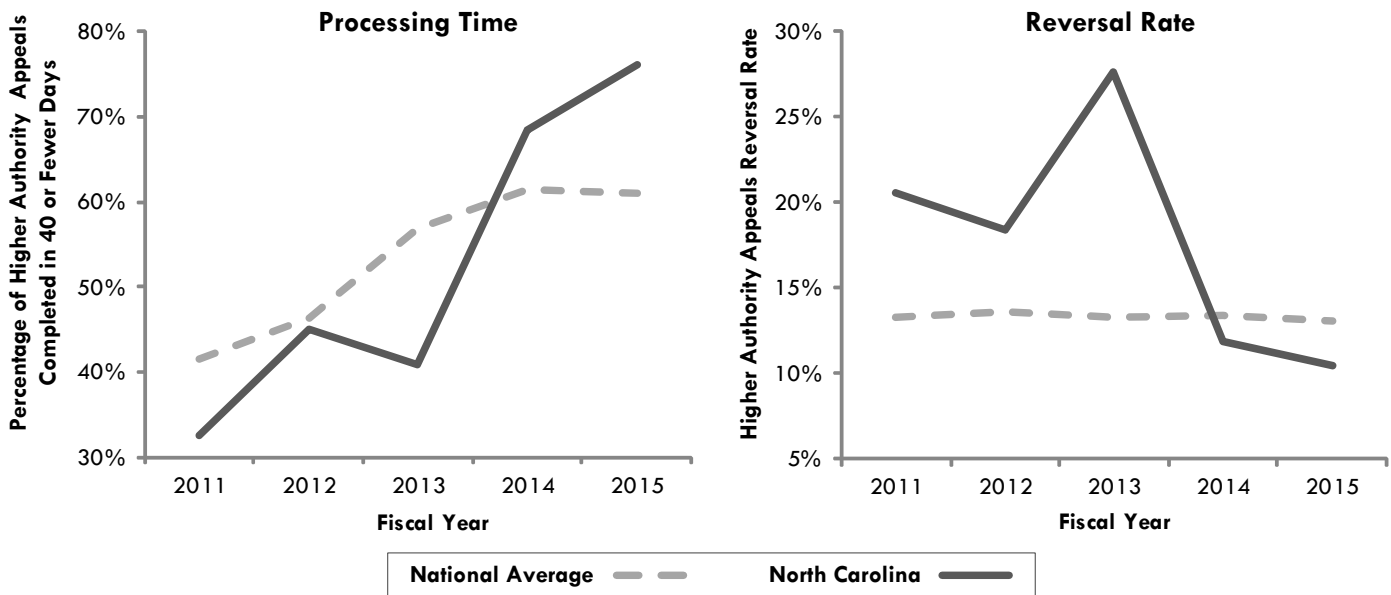 Processing Time
Percentage of Higher Authority Appeals
Completed in 40 or Fewer Days
80%
70%
60%
50%
40%
30%
2011 2012 2013 2014 2015
Fiscal Year
Reversal Rate
Higher Authority Appeals Reversal Rate
30%
25%
20%
15%
10%
5%
2011 2012 2013 2014 2015
Fiscal Year
National Average North Carolina